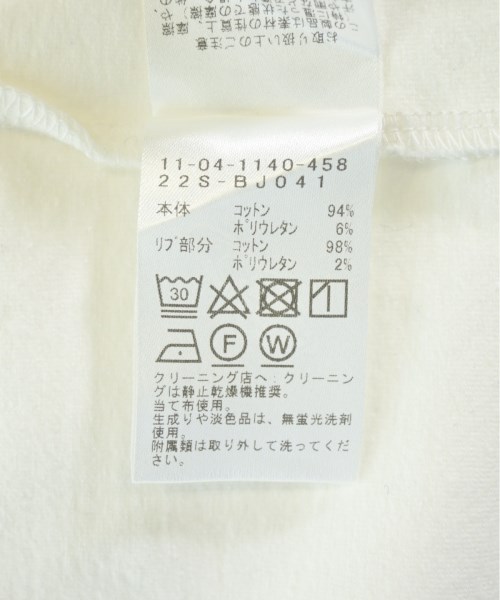 お取り扱い上のご注意
11-04-1140-458
22S-BJ041
本体 コットン 94%
ポリウレタン 6%
リブ部分 コットン 98%
ポリウレタン 2%
30
F W
クリーニング店へ:クリーニン
グは静止乾燥機推奨。
当て布使用。
生成りや淡色品は、無蛍光洗剤
使用。
附属類は取り外して洗ってくだ
さい。